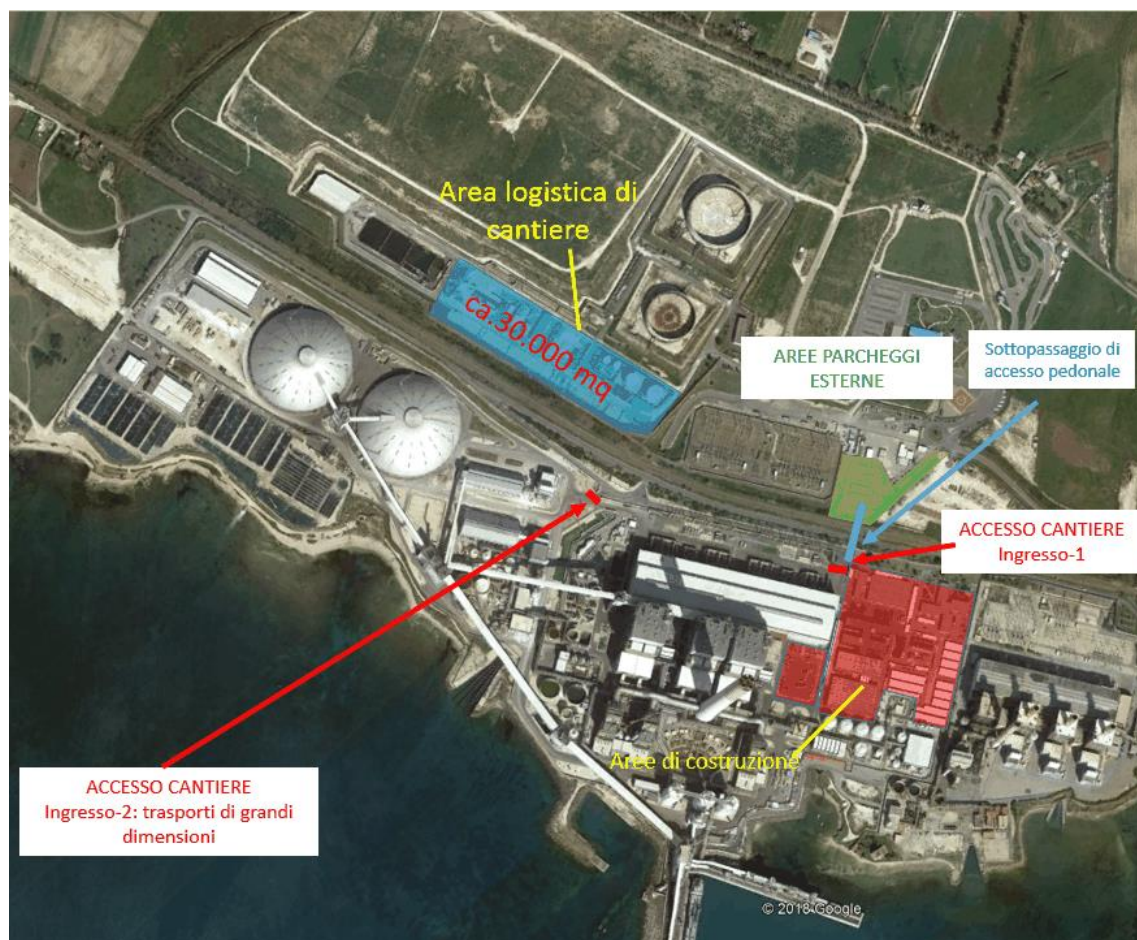 Area logistica di
cantiere
ca.30.000 mq
AREE PARCHEGGI
ESTERNE
Sottopassaggio di
accesso pedonale
ACCESSO CANTIERE
Ingresso-1
Aree di costruzione
ACCESSO CANTIERE
Ingresso-2: trasporti di grandi
dimensioni
© 2018 Google